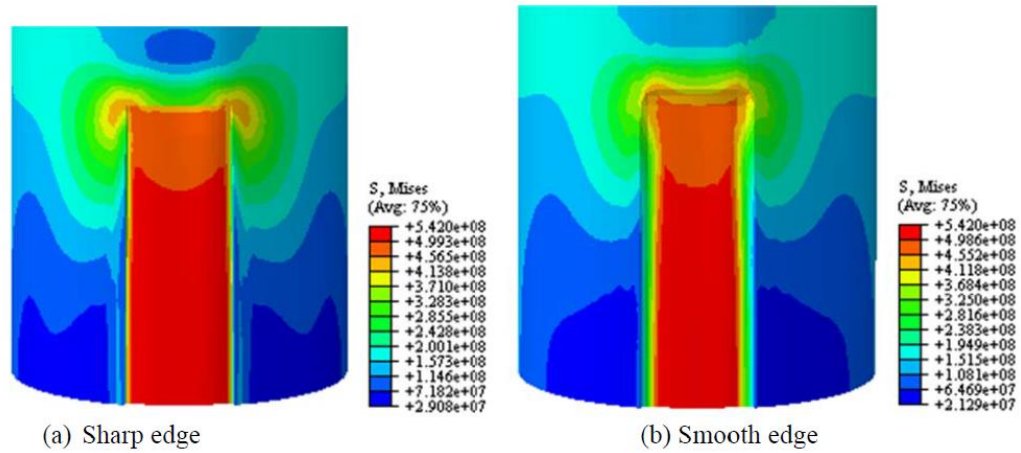 S, Mises
(Avg: 75%)
+5.420e+08
+4.993e+08
+4.565e+08
+4.138e+08
+3.710e+08
+3.283e+08
+2.855e+08
+2.428e+08
+2.001e+08
+1.573e+08
+1.146e+08
+7.182e+07
+2.908e+07
S, Mises
(Avg: 75%)
+5.420e+08
+4.986e+08
+4.552e+08
+4.118e+08
+3.684e+08
+3.250e+08
+2.816e+08
+2.383e+08
+1.949e+08
+1.515e+08
+1.081e+08
+6.469e+07
+2.129e+07
(a) Sharp edge
(b) Smooth edge